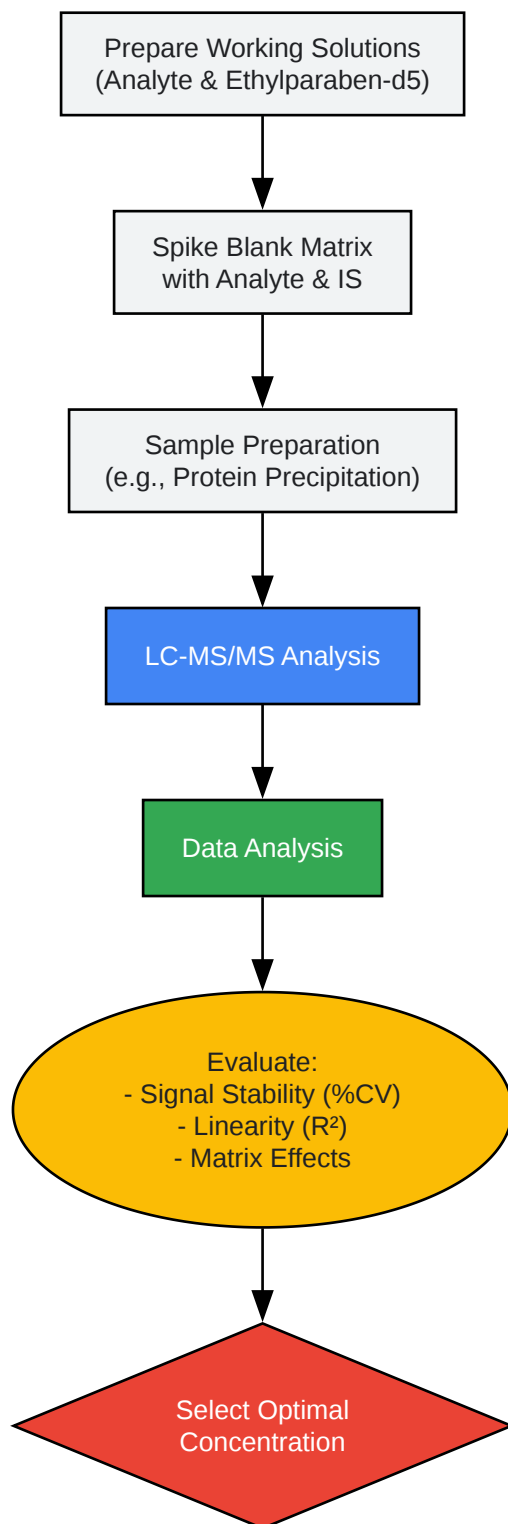 Prepare Working Solutions
(Analyte & Ethylparaben-d5)
Spike Blank Matrix
with Analyte & IS
Sample Preparation
(e.g., Protein Precipitation)
LC-MS/MS Analysis
Data Analysis
Evaluate:
- Signal Stability (%CV)
- Linearity (R²)
- Matrix Effects
Select Optimal
Concentration